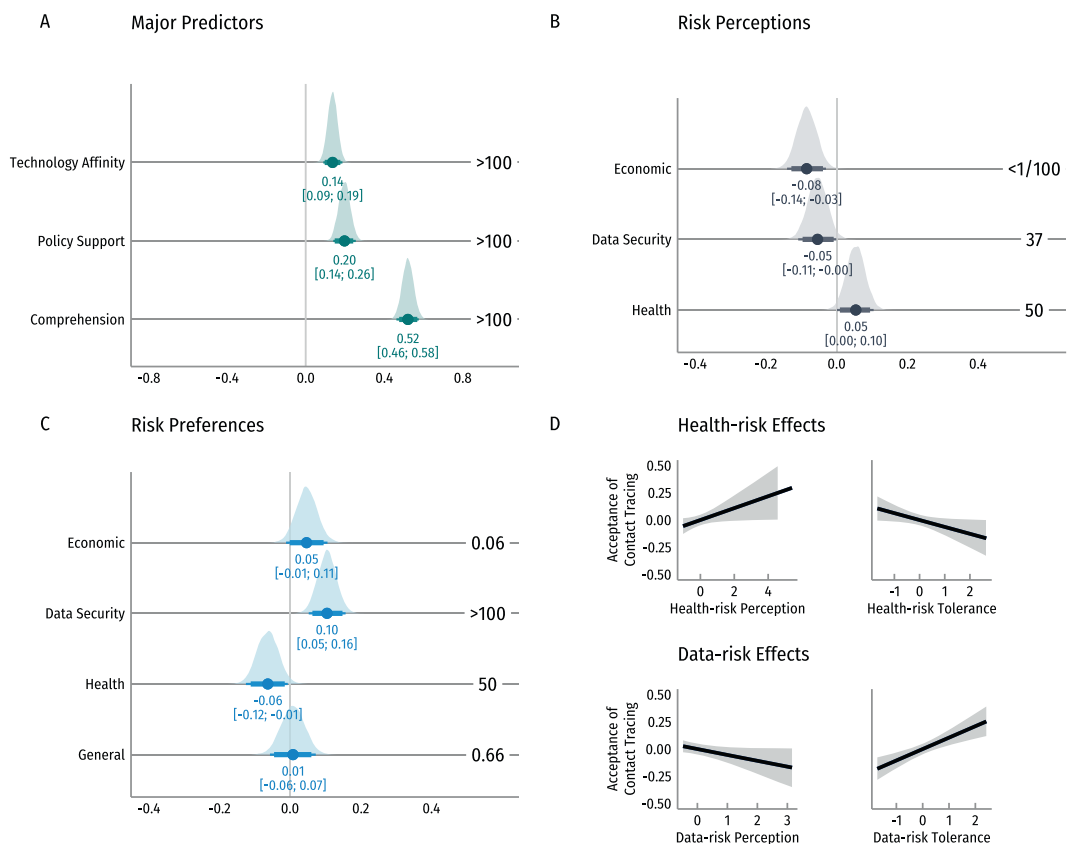 A Major Predictors
Technology Affinity >100
0.14
[0.09; 0.19]
Policy Support >100
0.20
[0.14; 0.26]
Comprehension >100
0.52
[0.46; 0.58]
-0.8 -0.4 0.0 0.4 0.8
B Risk Perceptions
Economic <1/100
-0.08
[-0.14; -0.03]
Data Security 37
-0.05
[-0.11; -0.00]
Health 50
0.05
[0.00; 0.10]
-0.4 -0.2 0.0 0.2 0.4
C Risk Preferences
Economic 0.06
0.05
[-0.01; 0.11]
Data Security >100
0.10
[0.05; 0.16]
Health 50
-0.06
[-0.12; -0.01]
General 0.66
0.01
[-0.06; 0.07]
-0.4 -0.2 0.0 0.2 0.4
D Health-risk Effects
Acceptance of
Contact Tracing
0.50
0.25
0.00
-0.25
-0.50
0 2 4
Health-risk Perception
-1 0 1 2
Health-risk Tolerance
Data-risk Effects
Acceptance of
Contact Tracing
0.50
0.25
0.00
-0.25
-0.50
0 1 2 3
Data-risk Perception
-1 0 1 2
Data-risk Tolerance